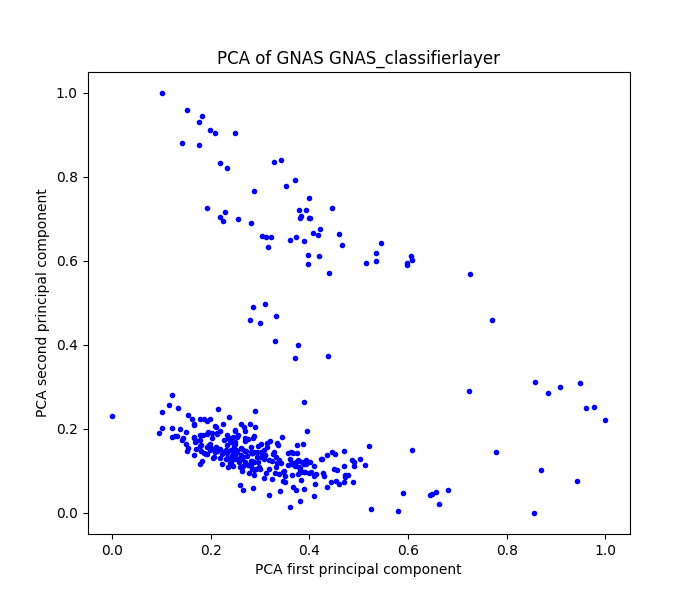 PCA of GNAS GNAS_classifierlayer
PCA second principal component
1.0
0.8
0.6
0.4
0.2
0.0
0.0 0.2 0.4 0.6 0.8 1.0
PCA first principal component